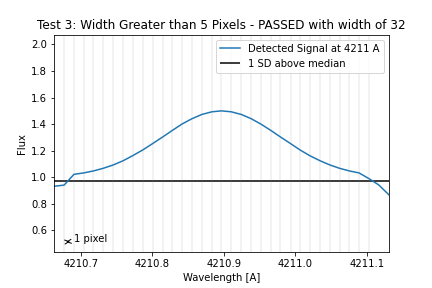 Test 3: Width Greater than 5 Pixels - PASSED with width of 32
Detected Signal at 4211 A
1 SD above median
2.0
1.8
1.6
1.4
1.2
1.0
0.8
0.6
Flux
1 pixel
4210.7 4210.8 4210.9 4211.0 4211.1
Wavelength [A]